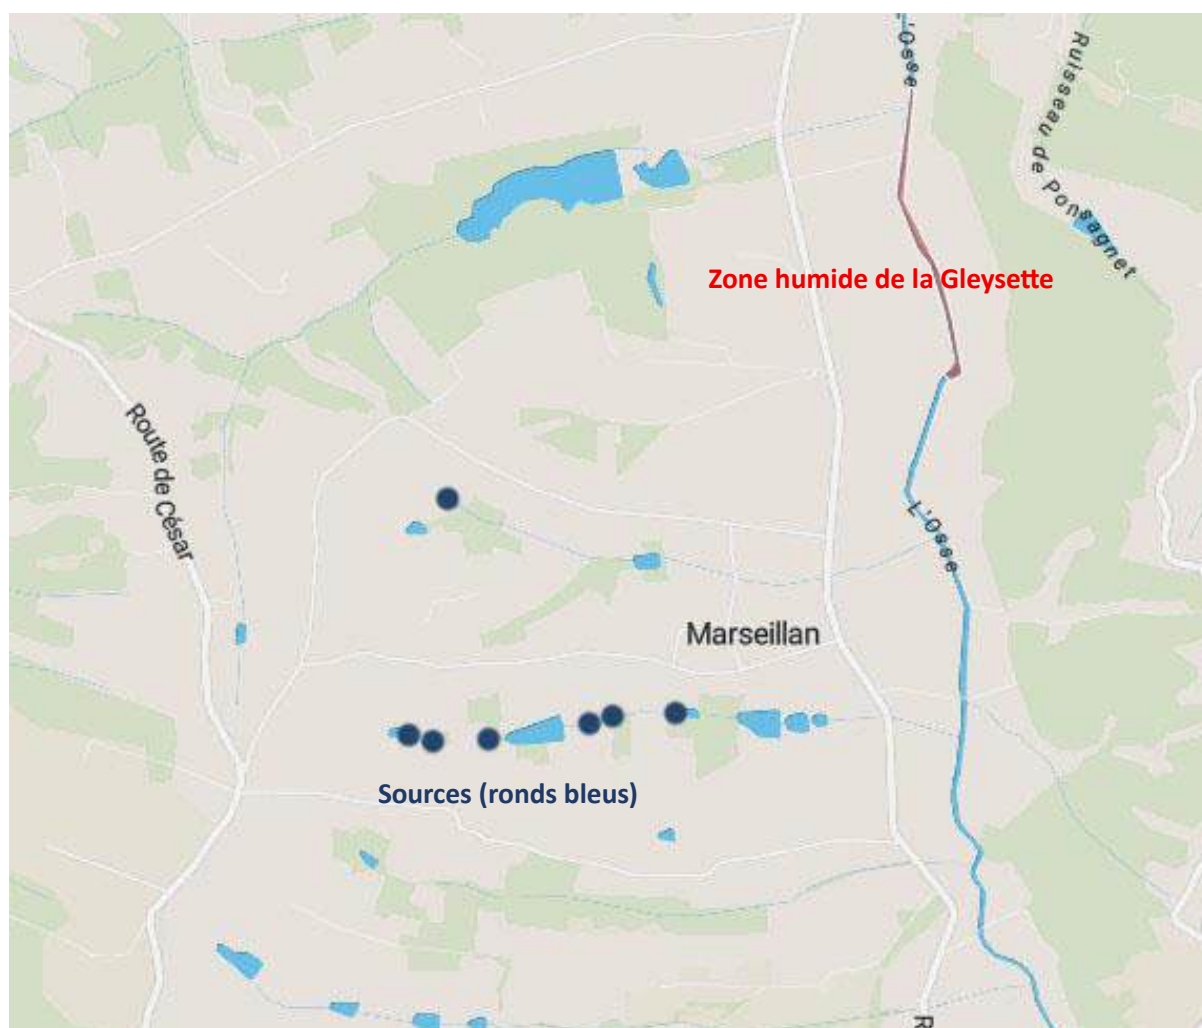 L'Osse
Ruisseau de Ponsagnet
Zone humide de la Gleysette
Route de César
L'Osse
Marseillan
Sources (ronds bleus)
R